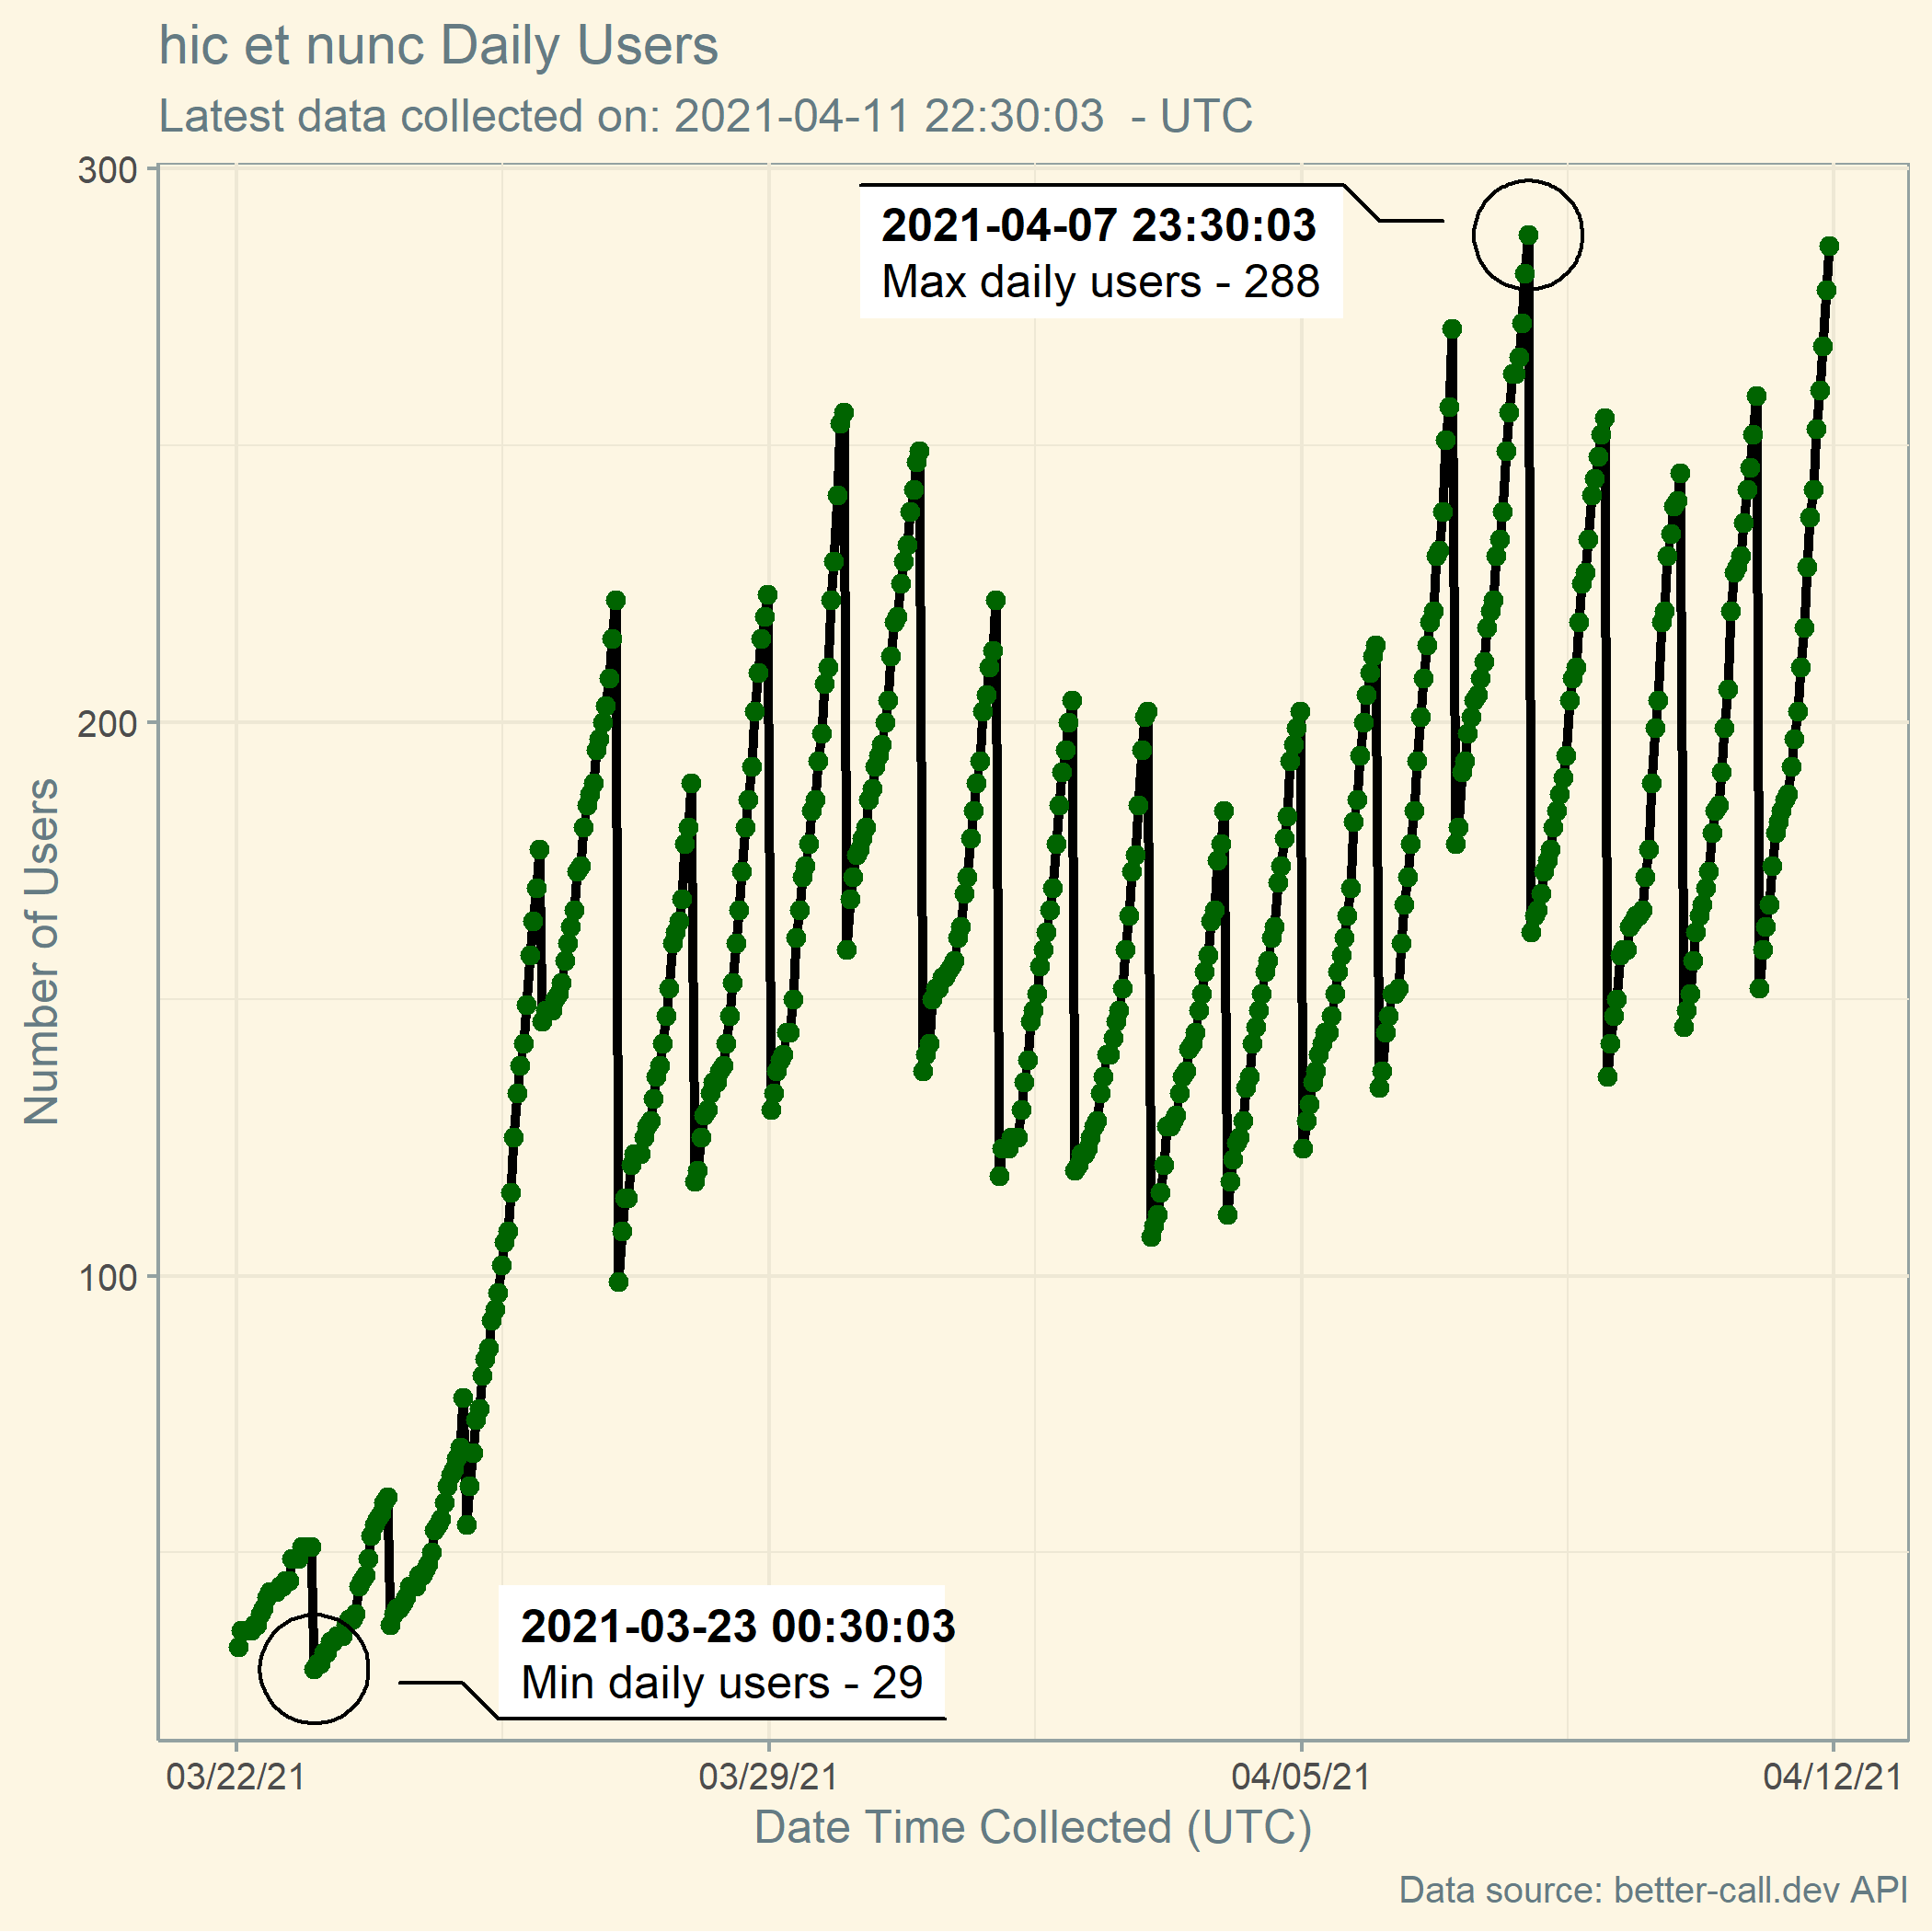 hic et nunc Daily Users
Latest data collected on: 2021-04-11 22:30:03  - UTC
300
200
100
Number of Users
2021-04-07 23:30:03
Max daily users - 288
2021-03-23 00:30:03
Min daily users - 29
03/22/21
03/29/21
04/05/21
04/12/21
Date Time Collected (UTC)
Data source: better-call.dev API